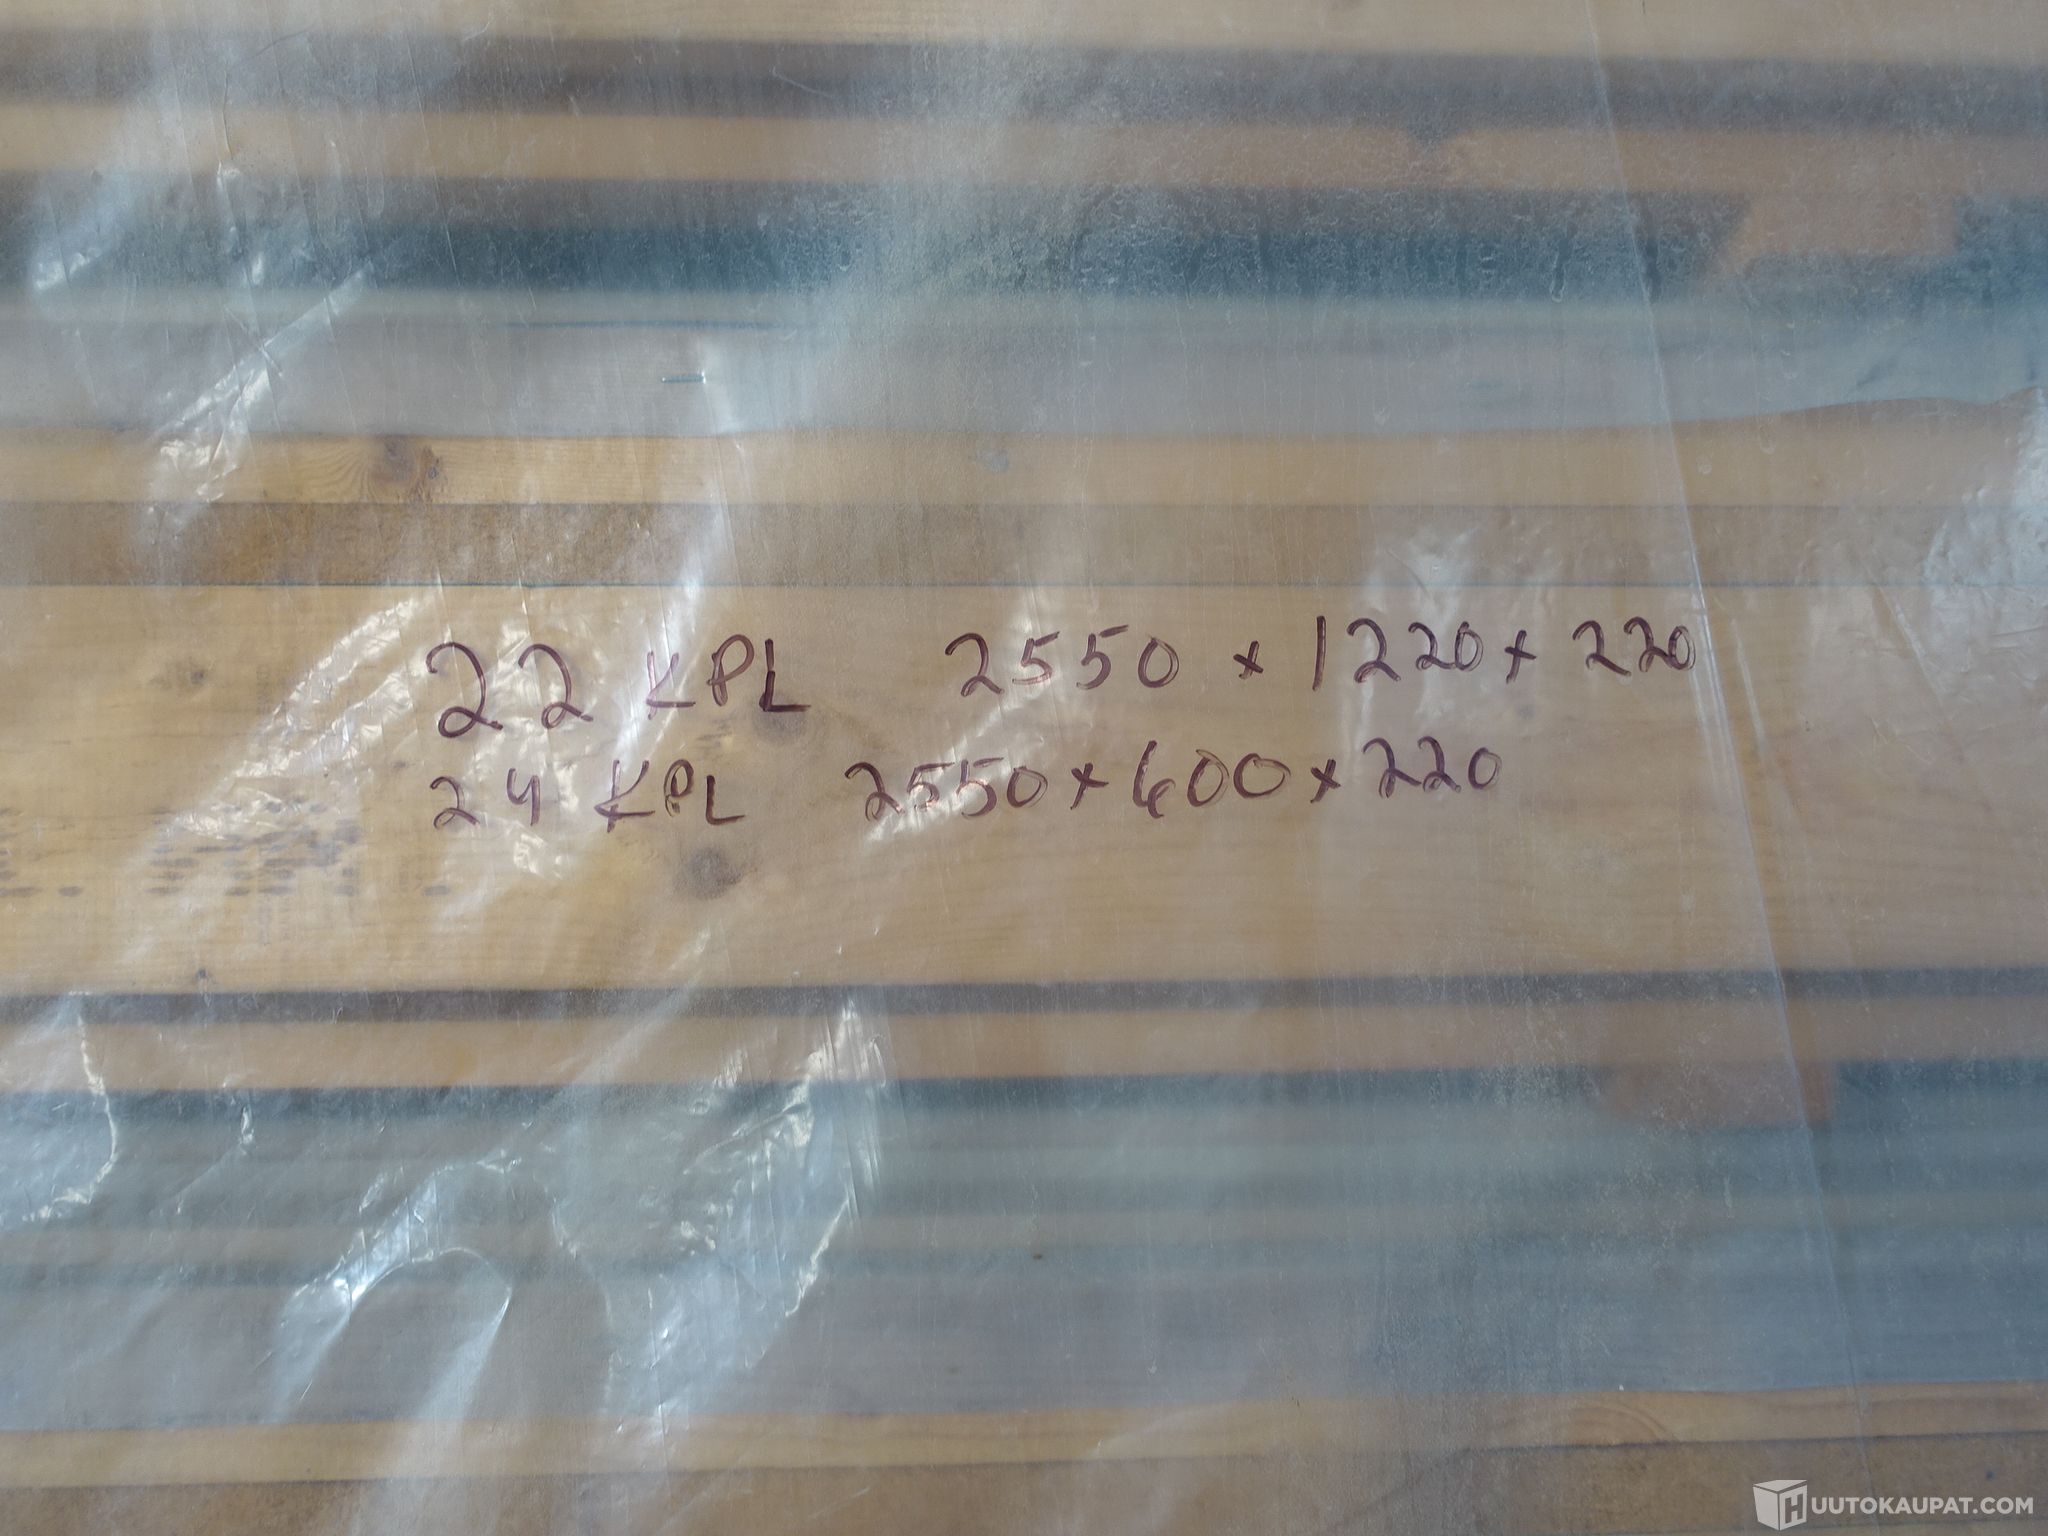 22 KPL 2550 x 1220 x 220
24 KPL 2550 x 600 x 220
HUUTOKAUPAT.COM